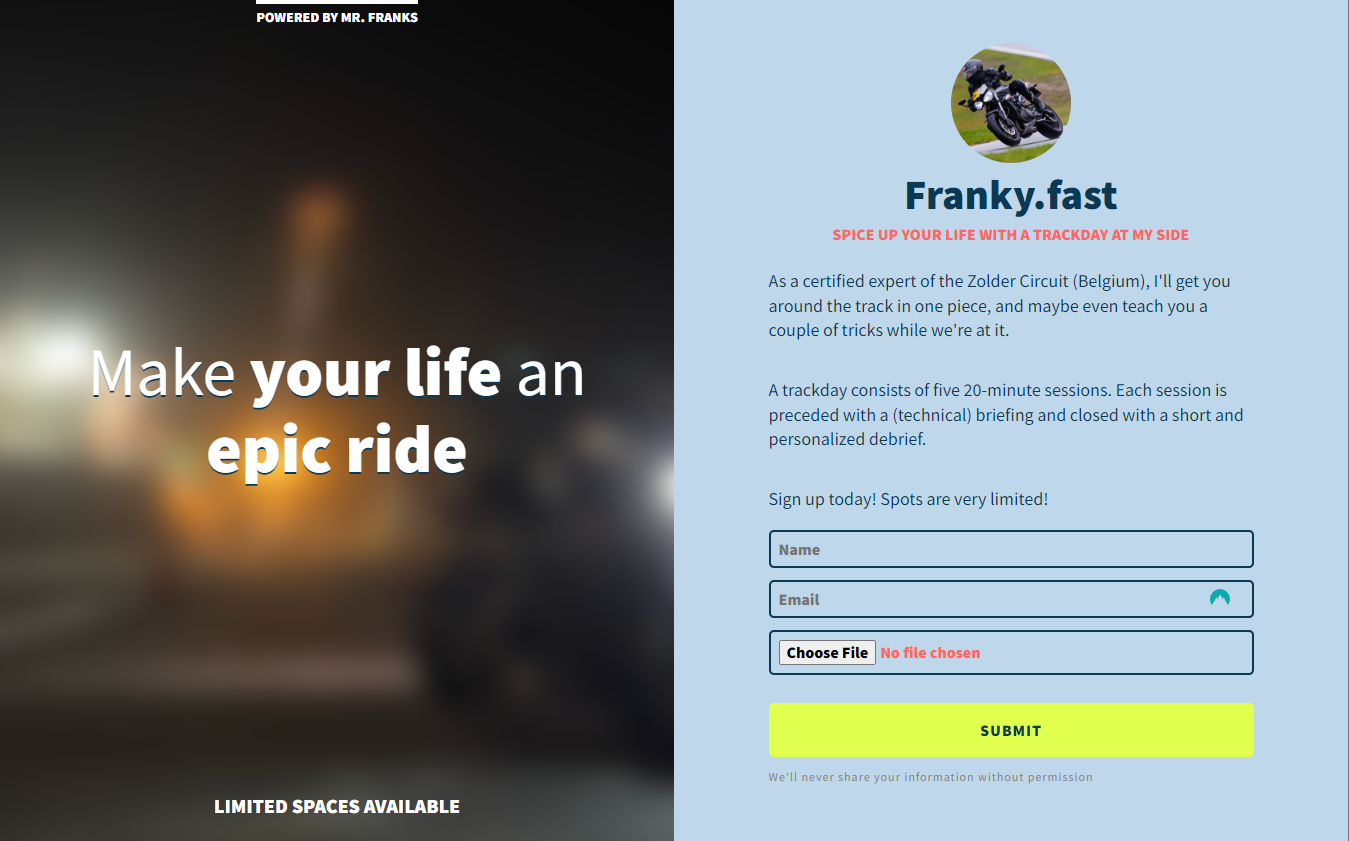 POWERED BY MR. FRANKS
Make your life an
epic ride
LIMITED SPACES AVAILABLE
Franky.fast
SPICE UP YOUR LIFE WITH A TRACKDAY AT MY SIDE
As a certified expert of the Zolder Circuit (Belgium), I'll get you
around the track in one piece, and maybe even teach you a
couple of tricks while we're at it.
A trackday consists of five 20-minute sessions. Each session is
preceded with a (technical) briefing and closed with a short and
personalized debrief.
Sign up today! Spots are very limited!
Name
Email
Choose File No file chosen
SUBMIT
We'll never share your information without permission